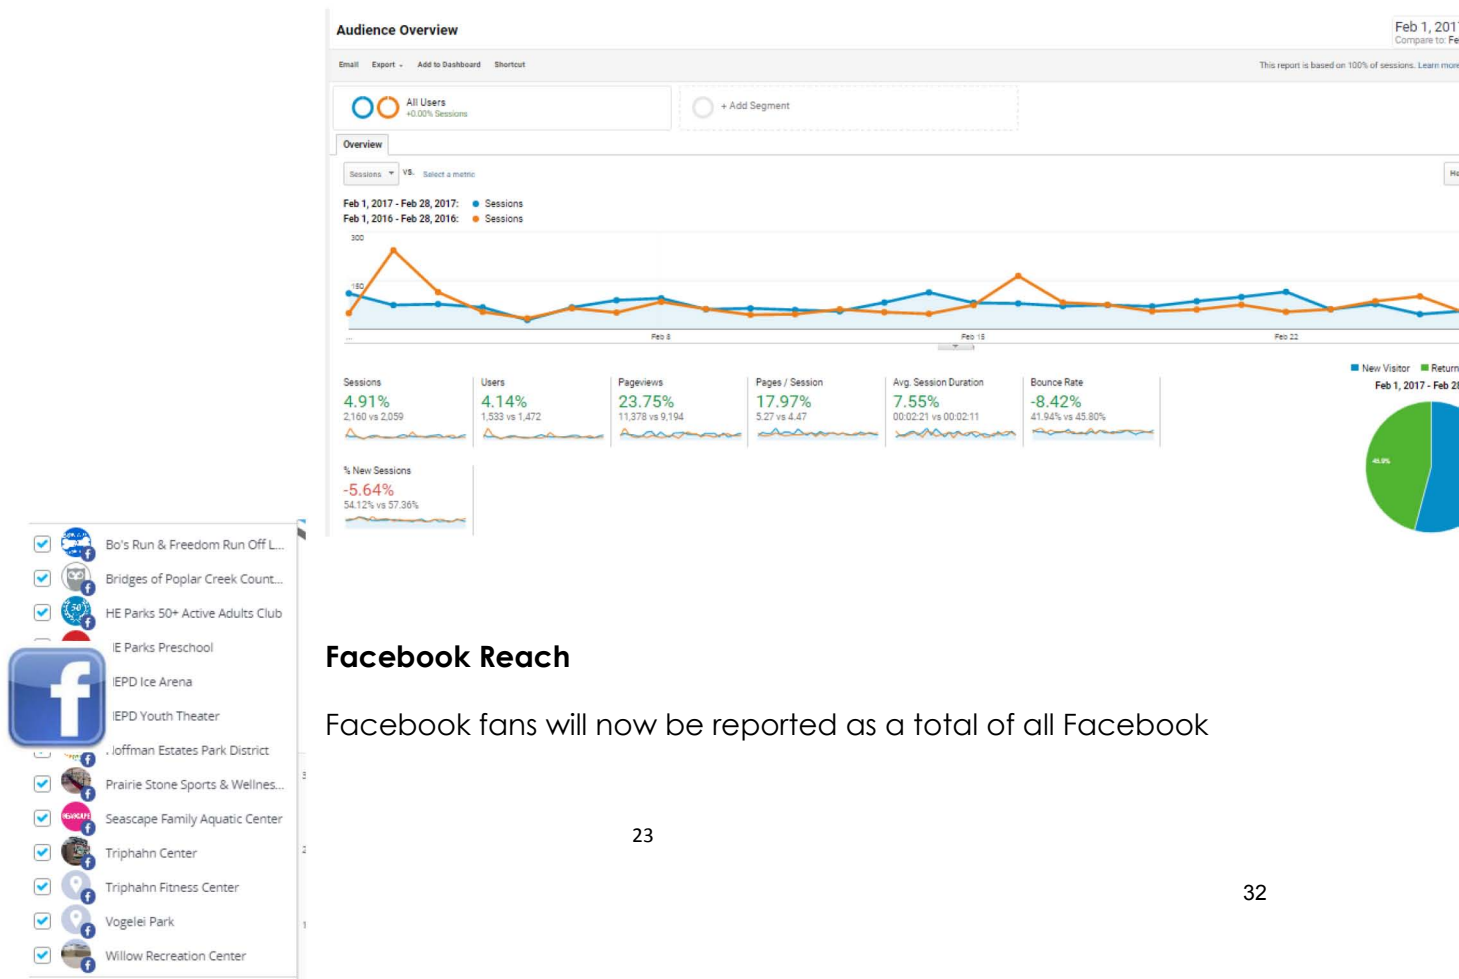 Audience Overview
Feb 1, 201
Compare to: Fe
Email Export Add to Dashboard Shortcut
This report is based on 100% of sessions. Learn more
All Users
+0.00% Sessions
+ Add Segment
Overview
Sessions VS. Select a metric
Feb 1, 2017 - Feb 28, 2017: Sessions
Feb 1, 2016 - Feb 28, 2016: Sessions
300
150
... Feb 8 Feb 15 Feb 22
New Visitor Return
Feb 1, 2017 - Feb 28
Sessions Users Pageviews Pages / Session Avg. Session Duration Bounce Rate
4.91% 4.14% 23.75% 17.97% 7.55% -8.42%
2,160 vs 2,059 1,533 vs 1,472 11,378 vs 9,194 5.27 vs 4.47 00:02:21 vs 00:02:11 41.94% vs 45.80%
% New Sessions
-5.64%
54.12% vs 57.36%
Bo's Run & Freedom Run Off L...
Bridges of Poplar Creek Count...
50
HE Parks 50+ Active Adults Club
IE Parks Preschool
IEPD Ice Arena
IEPD Youth Theater
offman Estates Park District
Prairie Stone Sports & Wellnes...
Seascape Family Aquatic Center
Triphahn Center
Triphahn Fitness Center
Vogelei Park
Willow Recreation Center
Facebook Reach
Facebook fans will now be reported as a total of all Facebook
23
32